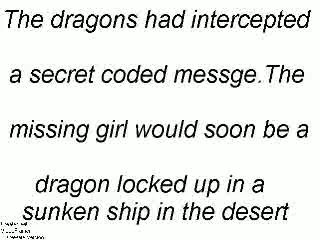 The dragons had intercepted
a secret coded messge.The
missing girl would soon be a
dragon locked up in a
sunken ship in the desert